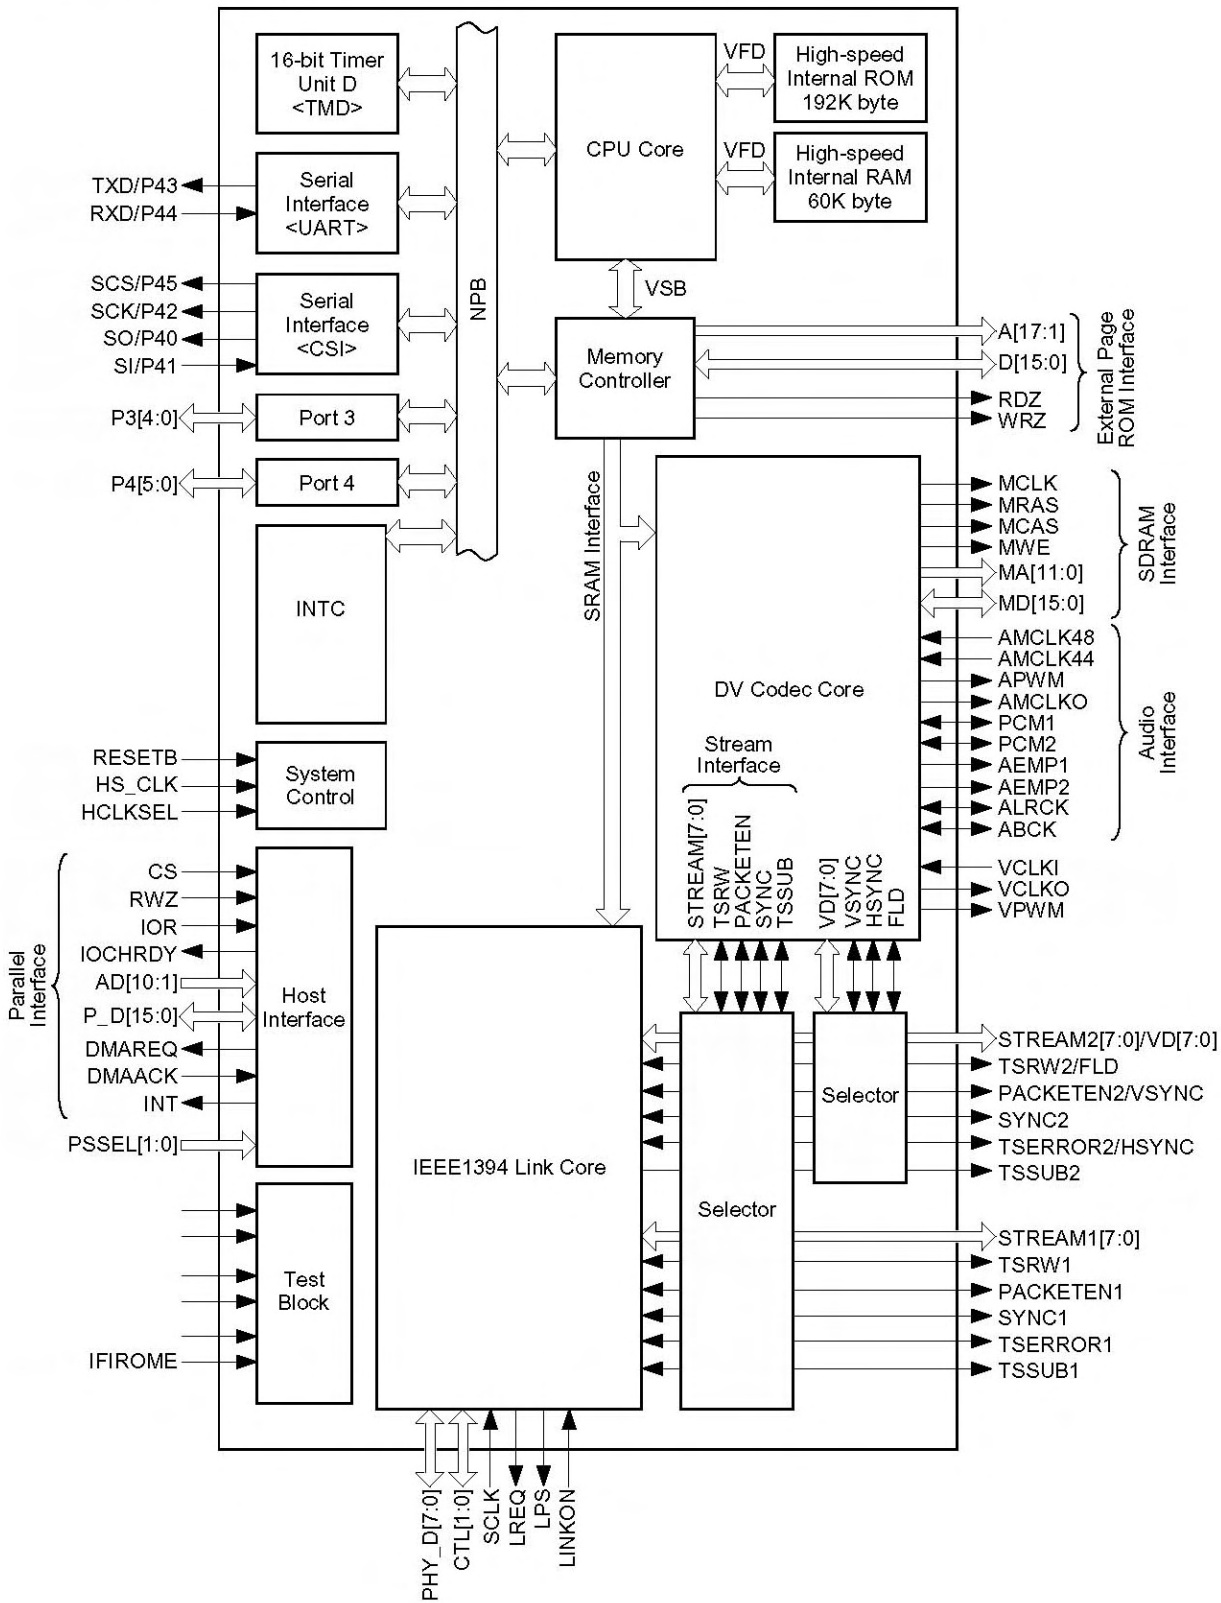 16-bit Timer
Unit D
<TMD>
TXD/P43
RXD/P44
Serial
Interface
<UART>
SCS/P45
SCK/P42
SO/P40
SI/P41
Serial
Interface
<CSI>
P3[4:0]
Port 3
P4[5:0]
Port 4
INTC
NPB
CPU Core
VFD
High-speed
Internal ROM
192K byte
VFD
High-speed
Internal RAM
60K byte
VSB
Memory
Controller
A[17:1]
D[15:0]
RDZ
WRZ
External Page
ROM Interface
SRAM Interface
DV Codec Core
MCLK
MRAS
MCAS
MWE
MA[11:0]
MD[15:0]
SDRAM
Interface
AMCLK48
AMCLK44
APWM
AMCLKO
PCM1
PCM2
AEMP1
AEMP2
ALRCK
ABCK
Audio
Interface
VCLKI
VCLKO
VPWM
Stream
Interface
STREAM[7:0]
TSRW
PACKETEN
SYNC
TSSUB
VD[7:0]
VSYNC
HSYNC
FLD
RESETB
HS_CLK
HCLKSEL
System
Control
Parallel
Interface
CS
RWZ
IOR
IOCHRDY
AD[10:1]
P_D[15:0]
DMAREQ
DMAACK
INT
PSSEL[1:0]
Host
Interface
IFIROME
Test
Block
IEEE1394 Link Core
Selector
Selector
STREAM2[7:0]/VD[7:0]
TSRW2/FLD
PACKETEN2/VSYNC
SYNC2
TSERROR2/HSYNC
TSSUB2
STREAM1[7:0]
TSRW1
PACKETEN1
SYNC1
TSERROR1
TSSUB1
PHY_D[7:0]
CTL[1:0]
SCLK
LREQ
LPS
LINKON